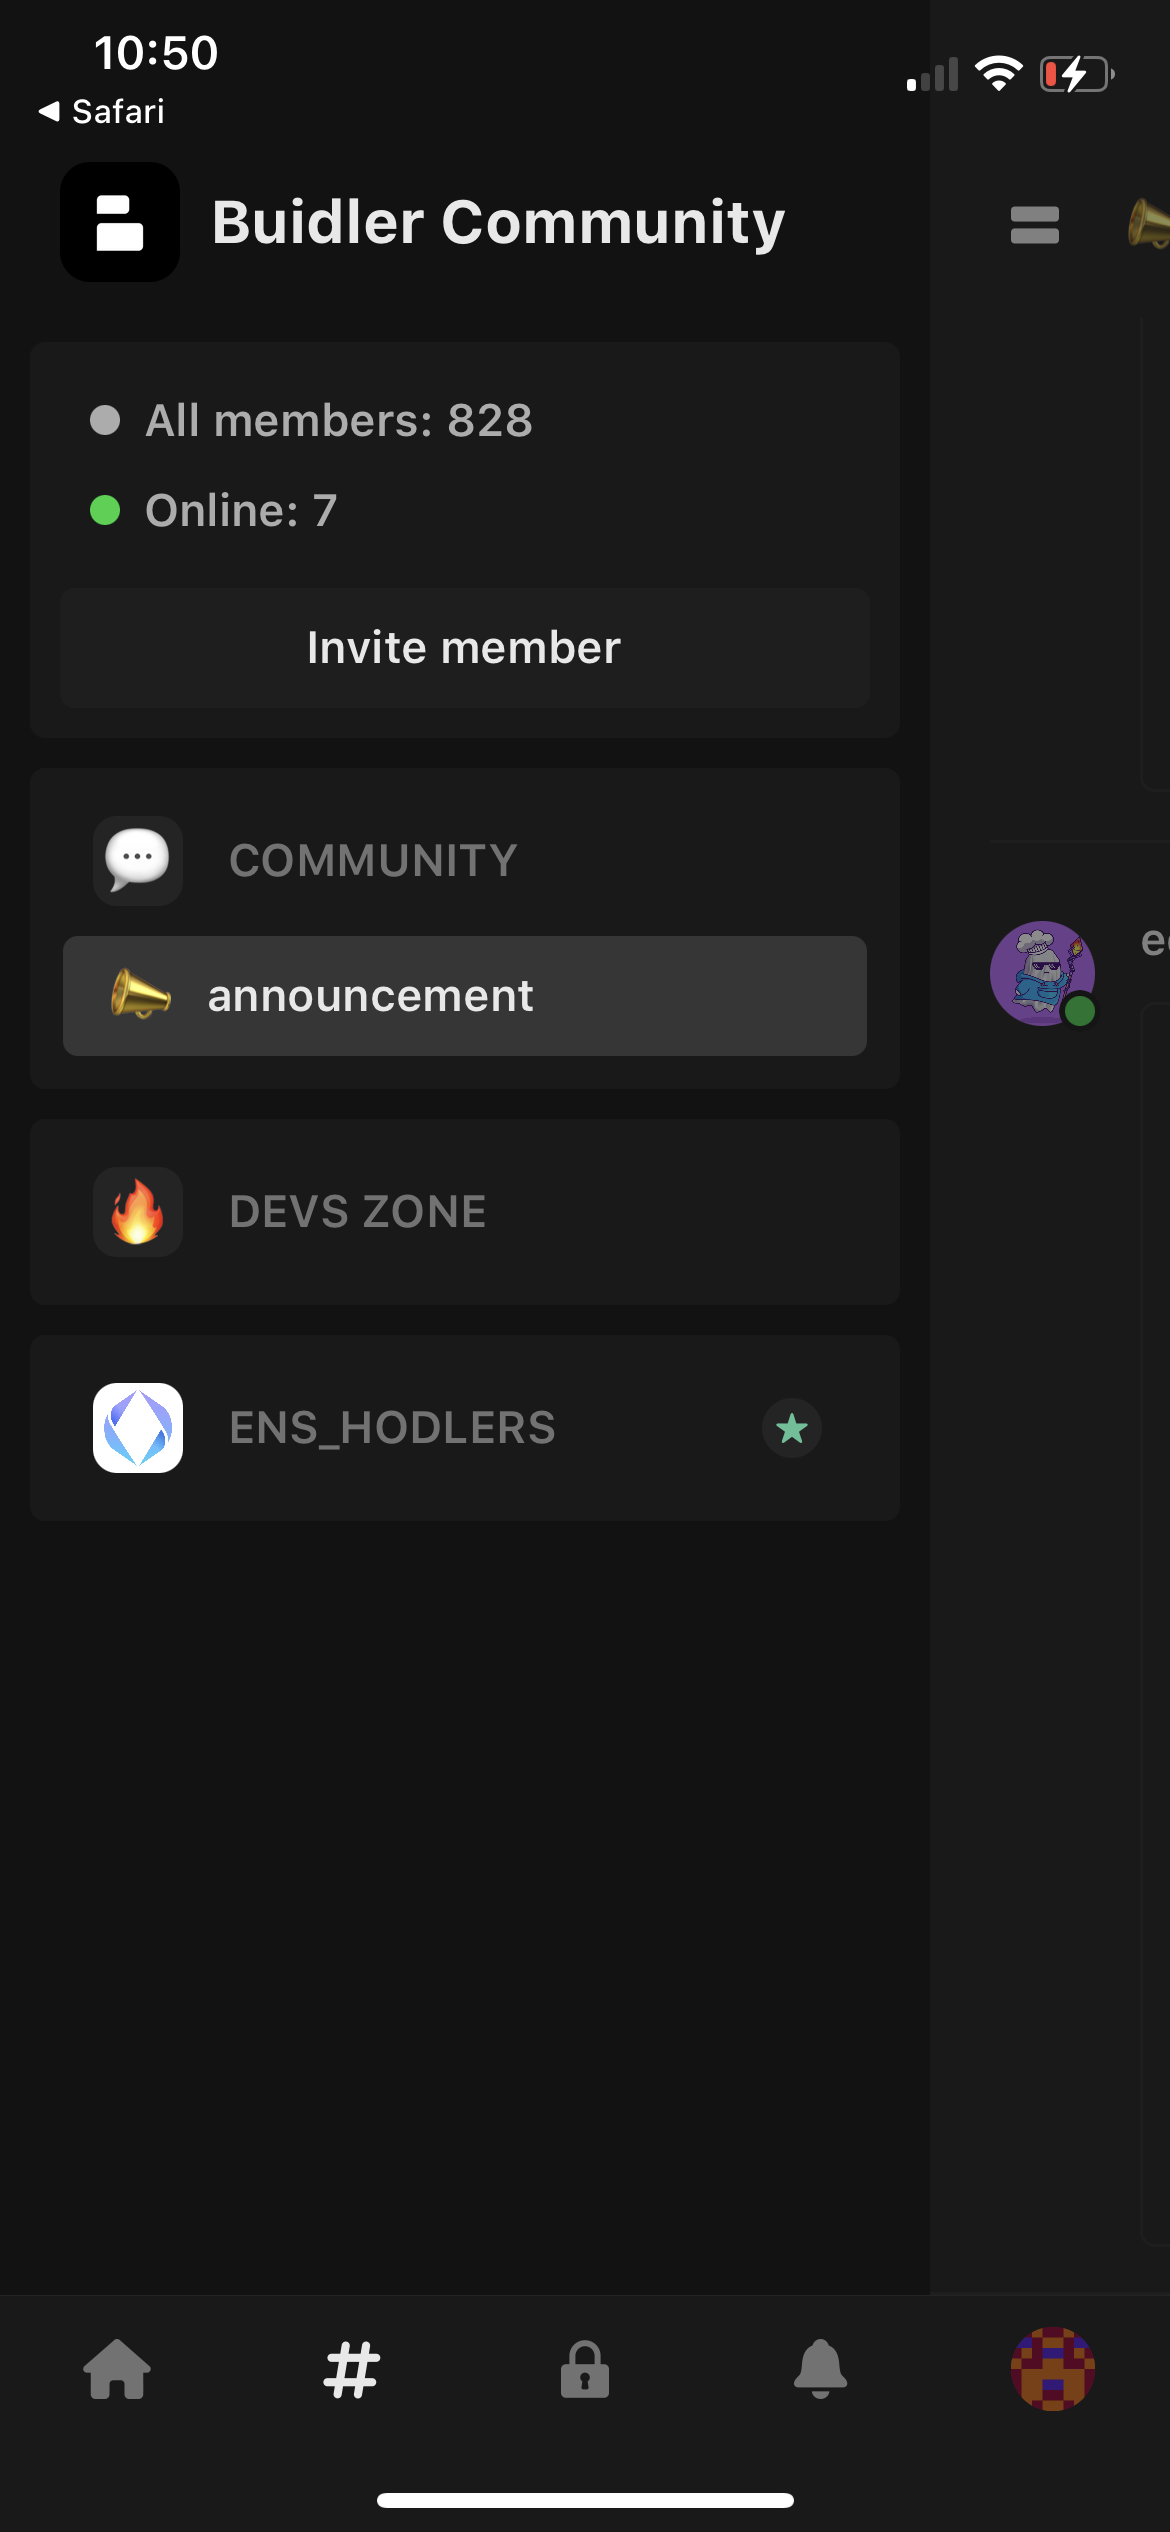 10:50
Safari
Buidler Community
All members: 828
Online: 7
Invite member
COMMUNITY
announcement
DEVS ZONE
ENS_HODLERS